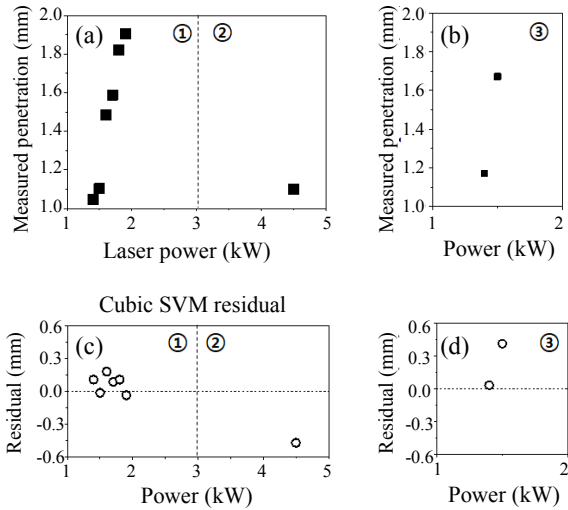 (a) ① ②
Measured penetration (mm)
2.0
1.8
1.6
1.4
1.2
1.0
1 2 3 4 5
Laser power (kW)
(b) ③
Measured penetration (mm)
2.0
1.8
1.6
1.2
1.0
1 2
Power (kW)
Cubic SVM residual
(c) ① ②
Residual (mm)
0.6
0.3
0.0
-0.3
-0.6
1 2 3 4 5
Power (kW)
(d) ③
Residual (mm)
0.6
0.3
0.0
-0.3
-0.6
1 2
Power (kW)